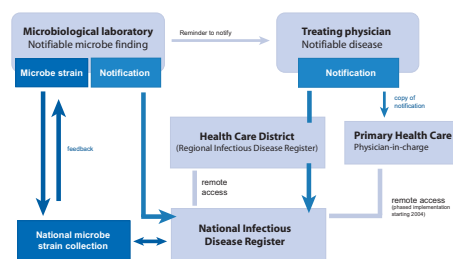 Microbiological laboratory
Notifiable microbe finding
Reminder to notify
Treating physician
Notifiable disease
Microbe strain
Notification
Notification
copy of
notification
feedback
Health Care District
(Regional Infectious Disease Register)
Primary Health Care
Physician-in-charge
remote
access
remote access
(phased implementation
starting 2004)
National microbe
strain collection
National Infectious
Disease Register